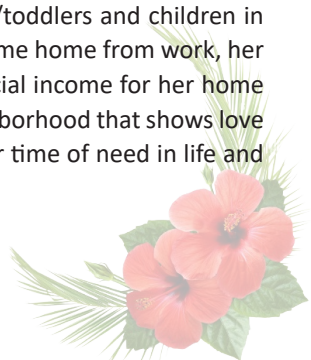 /toddlers and children in
me home from work, her
cial income for her home
borhood that shows love
r time of need in life and